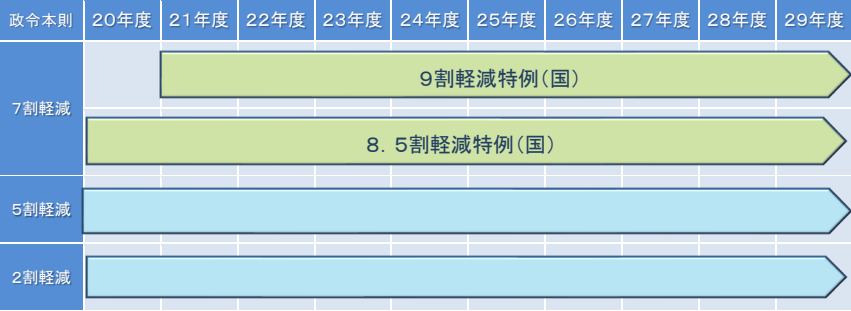 政令本則 20年度 21年度 22年度 23年度 24年度 25年度 26年度 27年度 28年度 29年度
7割軽減
9割軽減特例(国)
8.5割軽減特例(国)
5割軽減
2割軽減